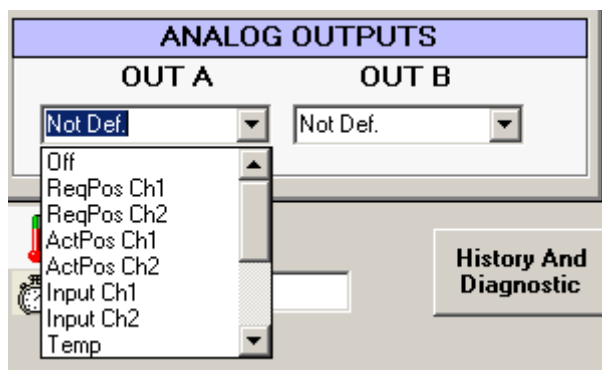 ANALOG OUTPUTS
OUT A OUT B
Not Def. Not Def.
Off
ReqPos Ch1
ReqPos Ch2
ActPos Ch1
ActPos Ch2
Input Ch1
Input Ch2
Temp
History And
Diagnostic